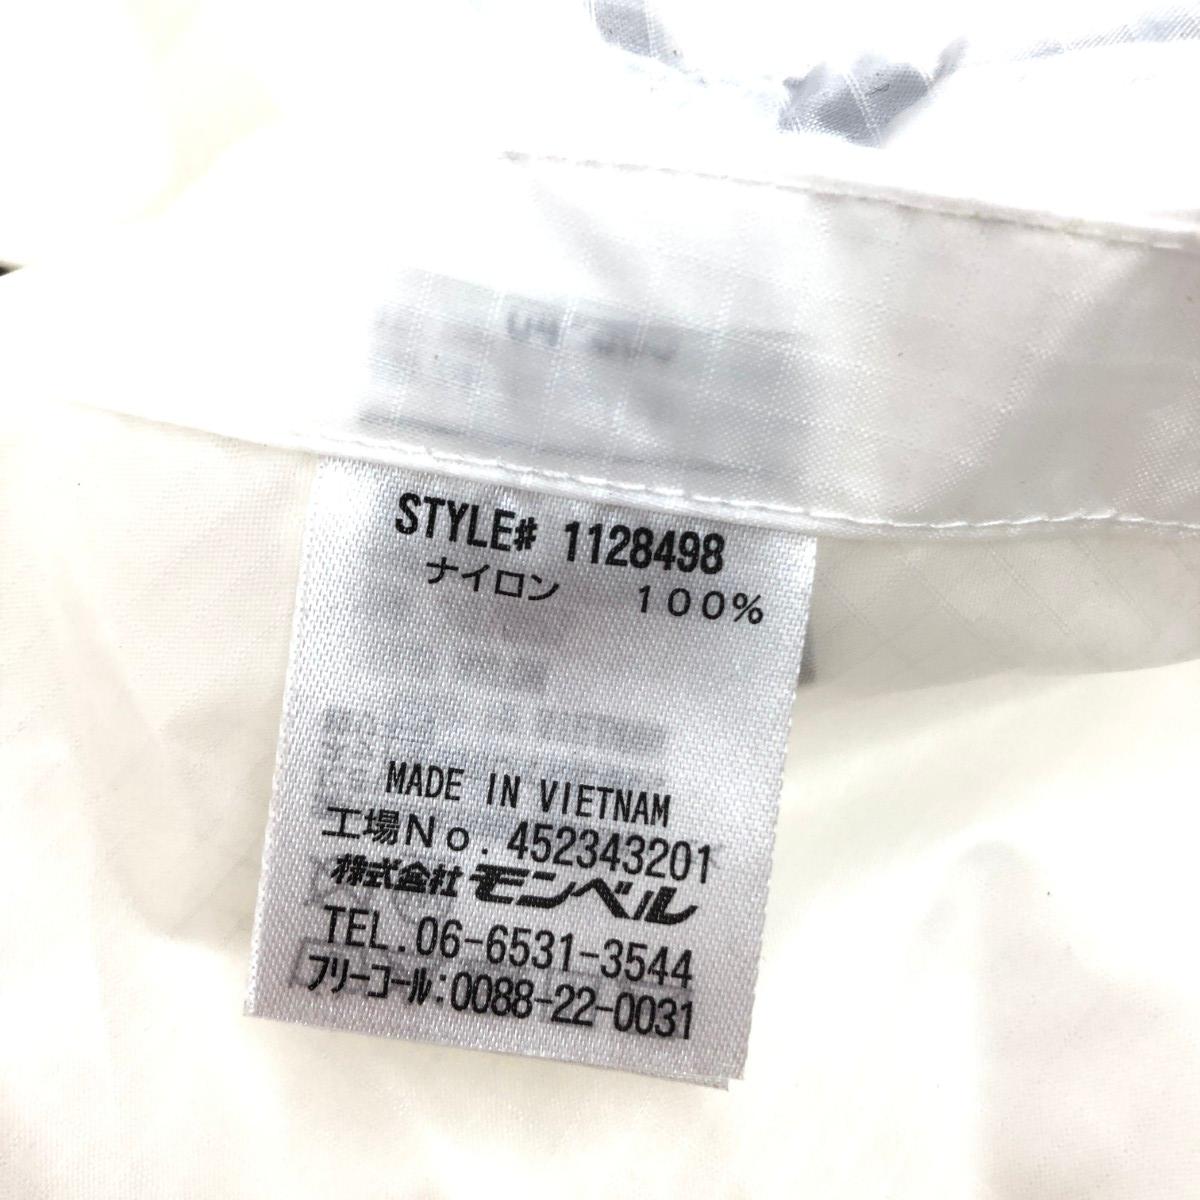 STYLE# 1128498
ナイロン 100%
MADE IN VIETNAM
工場No. 452343201
株式会社モンベル
TEL. 06-6531-3544
フリーコール:0088-22-0031